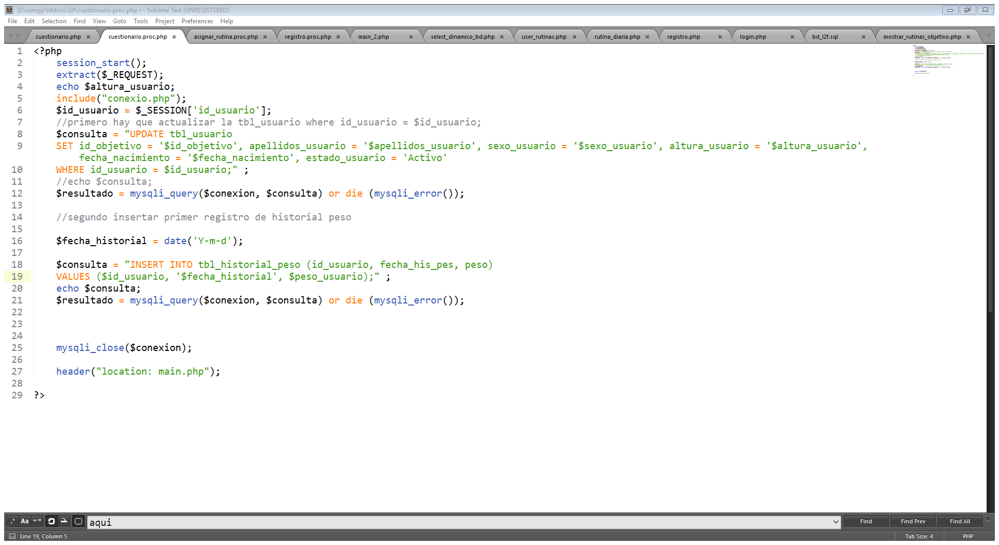 D:\xampp\htdocs\l2f\cuestionario.proc.php • - Sublime Text (UNREGISTERED)
File Edit Selection Find View Goto Tools Project Preferences Help
cuestionario.php cuestionario.proc.php asignar_rutina.proc.php registro.proc.php main_2.php select_dinamico_bd.php user_rutinas.php rutina_diaria.php registro.php login.php bd_l2f.sql mostrar_rutinas_objetivo.php
1 <?php
2 session_start();
3 extract($_REQUEST);
4 echo $altura_usuario;
5 include("conexio.php");
6 $id_usuario = $_SESSION['id_usuario'];
7 //primero hay que actualizar la tbl_usuario where id_usuario = $id_usuario;
8 $consulta = "UPDATE tbl_usuario
9 SET id_objetivo = '$id_objetivo', apellidos_usuario = '$apellidos_usuario', sexo_usuario = '$sexo_usuario', altura_usuario = '$altura_usuario',
fecha_nacimiento = '$fecha_nacimiento', estado_usuario = 'Activo'
10 WHERE id_usuario = $id_usuario;" ;
11 //echo $consulta;
12 $resultado = mysqli_query($conexion, $consulta) or die (mysqli_error());
13
14 //segundo insertar primer registro de historial peso
15
16 $fecha_historial = date('Y-m-d');
17
18 $consulta = "INSERT INTO tbl_historial_peso (id_usuario, fecha_his_pes, peso)
19 VALUES ($id_usuario, '$fecha_historial', $peso_usuario);" ;
20 echo $consulta;
21 $resultado = mysqli_query($conexion, $consulta) or die (mysqli_error());
22
23
24
25 mysqli_close($conexion);
26
27 header("location: main.php");
28
29 ?>
.* Aa “ ” aqui Find Find Prev Find All
Line 19, Column 5 Tab Size: 4 PHP